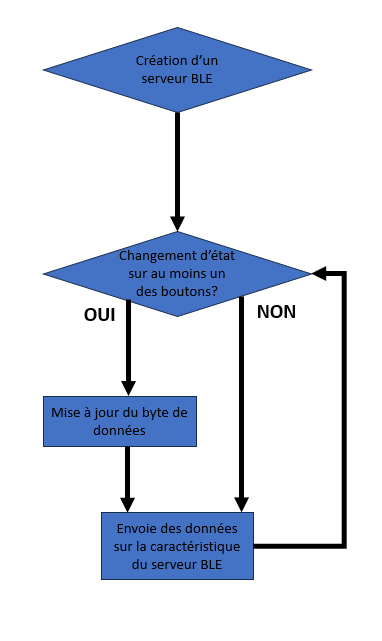 Création d'un
serveur BLE
Changement d'état
sur au moins un
des boutons?
OUI
NON
Mise à jour du byte de
données
Envoie des données
sur la caractéristique
du serveur BLE